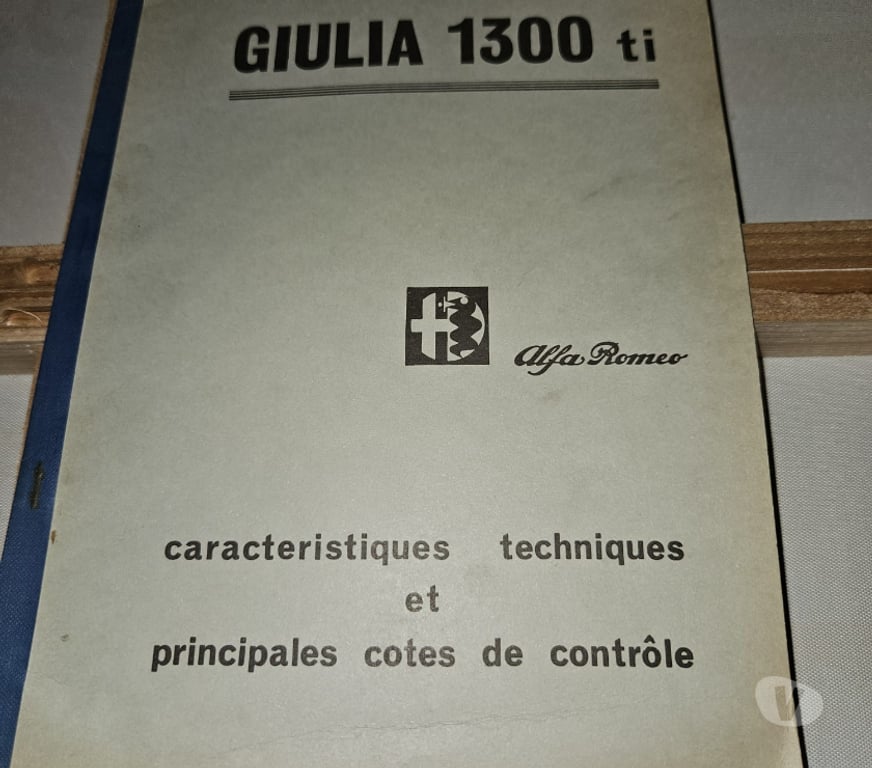 GIULIA 1300 ti
Alfa Romeo
caracteristiques techniques
et
principales cotes de contrôle
V